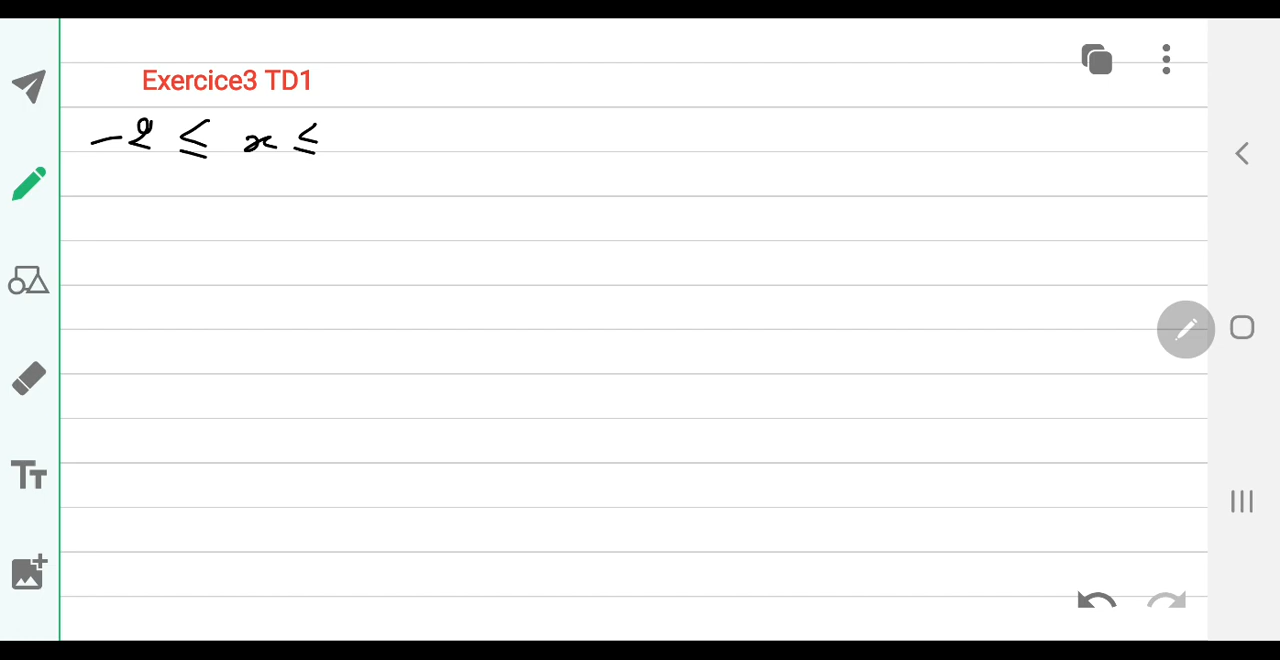 Exercice3 TD1
-2 ≤ x ≤